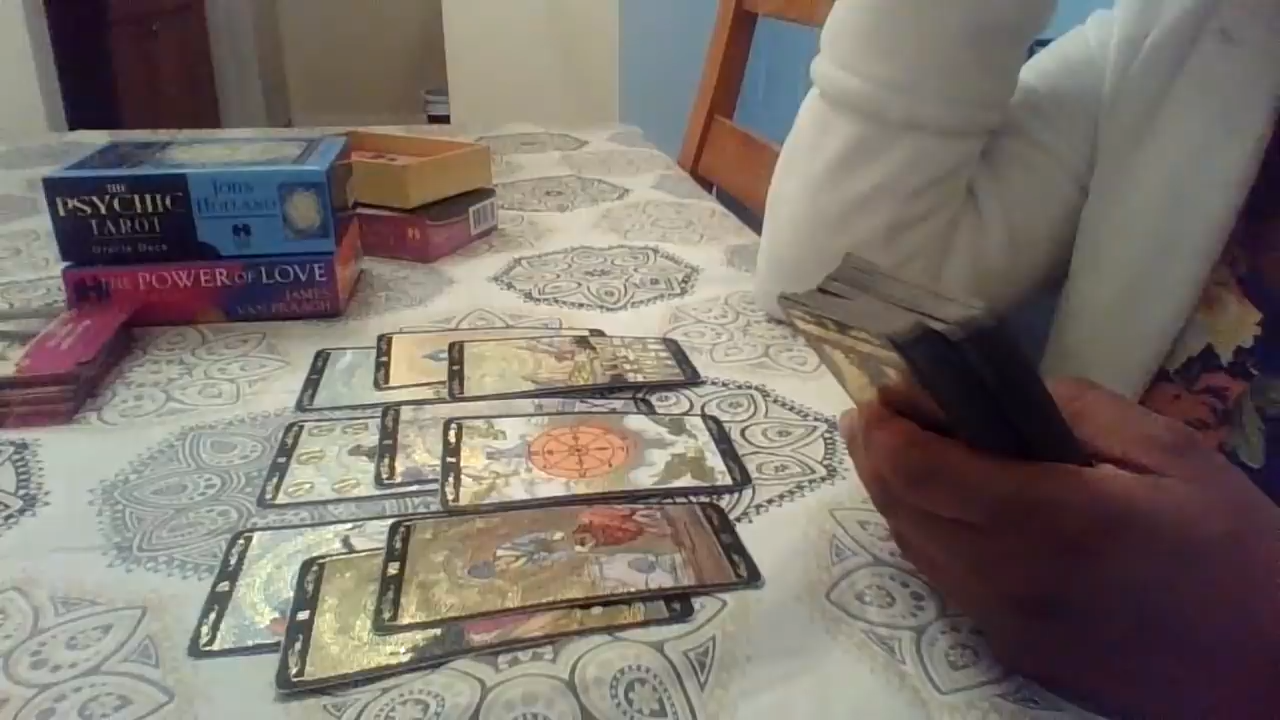 THE
PSYCHIC
TAROT
Oracle Deck
JOHN
HOLLAND
THE POWER OF LOVE
JAMES
VAN PRAAGH